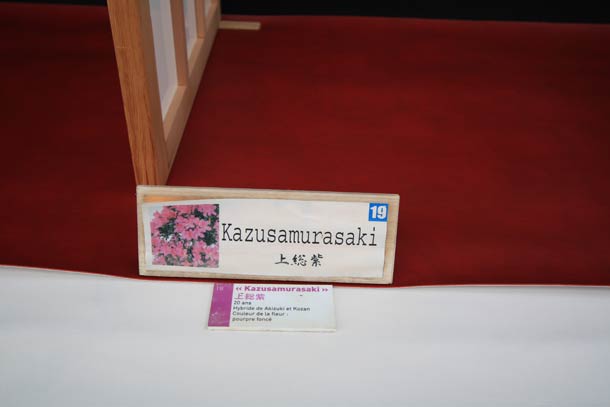 19
Kazusamurasaki
上総紫
19
« Kazusamurasaki »
上総紫
20 ans
Hybride de Akizuki et Kozan
Couleur de la fleur :
pourpre foncé